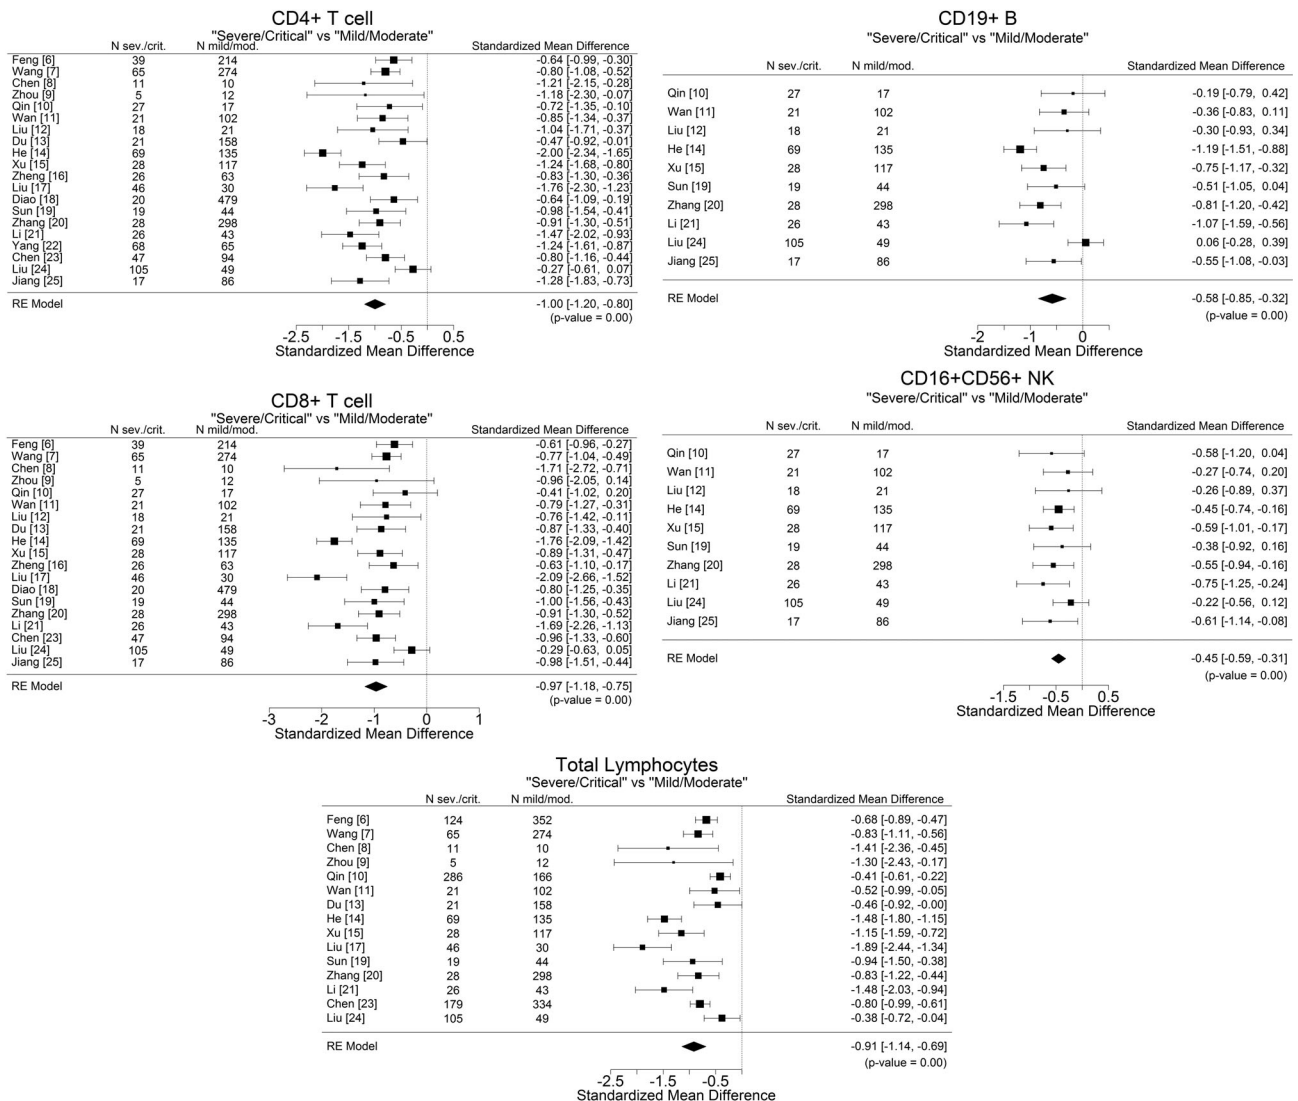 CD4+ T cell
"Severe/Critical" vs "Mild/Moderate"
N sev./crit. N mild/mod. Standardized Mean Difference
Feng [6] 39 214 -0.64 [-0.99, -0.30]
Wang [7] 65 274 -0.80 [-1.08, -0.52]
Chen [8] 11 10 -1.21 [-2.15, -0.28]
Zhou [9] 5 12 -1.18 [-2.30, -0.07]
Qin [10] 27 17 -0.72 [-1.35, -0.10]
Wan [11] 21 102 -0.85 [-1.34, -0.37]
Liu [12] 18 21 -1.04 [-1.71, -0.37]
Du [13] 21 158 -0.47 [-0.92, -0.01]
He [14] 69 135 -2.00 [-2.34, -1.65]
Xu [15] 28 117 -1.24 [-1.68, -0.80]
Zheng [16] 26 63 -0.83 [-1.30, -0.36]
Liu [17] 46 30 -1.76 [-2.30, -1.23]
Diao [18] 20 479 -0.64 [-1.09, -0.19]
Sun [19] 19 44 -0.98 [-1.54, -0.41]
Zhang [20] 28 298 -0.91 [-1.30, -0.51]
Li [21] 26 43 -1.47 [-2.02, -0.93]
Yang [22] 68 65 -1.24 [-1.61, -0.87]
Chen [23] 47 94 -0.80 [-1.16, -0.44]
Liu [24] 105 49 -0.27 [-0.61, 0.07]
Jiang [25] 17 86 -1.28 [-1.83, -0.73]
RE Model -1.00 [-1.20, -0.80]
(p-value = 0.00)
-2.5 -1.5 -0.5 0.5
Standardized Mean Difference
CD19+ B
"Severe/Critical" vs "Mild/Moderate"
N sev./crit. N mild/mod. Standardized Mean Difference
Qin [10] 27 17 -0.19 [-0.79, 0.42]
Wan [11] 21 102 -0.36 [-0.83, 0.11]
Liu [12] 18 21 -0.30 [-0.93, 0.34]
He [14] 69 135 -1.19 [-1.51, -0.88]
Xu [15] 28 117 -0.75 [-1.17, -0.32]
Sun [19] 19 44 -0.51 [-1.05, 0.04]
Zhang [20] 28 298 -0.81 [-1.20, -0.42]
Li [21] 26 43 -1.07 [-1.59, -0.56]
Liu [24] 105 49 0.06 [-0.28, 0.39]
Jiang [25] 17 86 -0.55 [-1.08, -0.03]
RE Model -0.58 [-0.85, -0.32]
(p-value = 0.00)
-2 -1 0
Standardized Mean Difference
CD8+ T cell
"Severe/Critical" vs "Mild/Moderate"
N sev./crit. N mild/mod. Standardized Mean Difference
Feng [6] 39 214 -0.61 [-0.96, -0.27]
Wang [7] 65 274 -0.77 [-1.04, -0.49]
Chen [8] 11 10 -1.71 [-2.72, -0.71]
Zhou [9] 5 12 -0.96 [-2.05, 0.14]
Qin [10] 27 17 -0.41 [-1.02, 0.20]
Wan [11] 21 102 -0.79 [-1.27, -0.31]
Liu [12] 18 21 -0.76 [-1.42, -0.11]
Du [13] 21 158 -0.87 [-1.33, -0.40]
He [14] 69 135 -1.76 [-2.09, -1.42]
Xu [15] 28 117 -0.89 [-1.31, -0.47]
Zheng [16] 26 63 -0.63 [-1.10, -0.17]
Liu [17] 46 30 -2.09 [-2.66, -1.52]
Diao [18] 20 479 -0.80 [-1.25, -0.35]
Sun [19] 19 44 -1.00 [-1.56, -0.43]
Zhang [20] 28 298 -0.91 [-1.30, -0.52]
Li [21] 26 43 -1.69 [-2.26, -1.13]
Chen [23] 47 94 -0.96 [-1.33, -0.60]
Liu [24] 105 49 -0.29 [-0.63, 0.05]
Jiang [25] 17 86 -0.98 [-1.51, -0.44]
RE Model -0.97 [-1.18, -0.75]
(p-value = 0.00)
-3 -2 -1 0 1
Standardized Mean Difference
CD16+CD56+ NK
"Severe/Critical" vs "Mild/Moderate"
N sev./crit. N mild/mod. Standardized Mean Difference
Qin [10] 27 17 -0.58 [-1.20, 0.04]
Wan [11] 21 102 -0.27 [-0.74, 0.20]
Liu [12] 18 21 -0.26 [-0.89, 0.37]
He [14] 69 135 -0.45 [-0.74, -0.16]
Xu [15] 28 117 -0.59 [-1.01, -0.17]
Sun [19] 19 44 -0.38 [-0.92, 0.16]
Zhang [20] 28 298 -0.55 [-0.94, -0.16]
Li [21] 26 43 -0.75 [-1.25, -0.24]
Liu [24] 105 49 -0.22 [-0.56, 0.12]
Jiang [25] 17 86 -0.61 [-1.14, -0.08]
RE Model -0.45 [-0.59, -0.31]
(p-value = 0.00)
-1.5 -0.5 0.5
Standardized Mean Difference
Total Lymphocytes
"Severe/Critical" vs "Mild/Moderate"
N sev./crit. N mild/mod. Standardized Mean Difference
Feng [6] 124 352 -0.68 [-0.89, -0.47]
Wang [7] 65 274 -0.83 [-1.11, -0.56]
Chen [8] 11 10 -1.41 [-2.36, -0.45]
Zhou [9] 5 12 -1.30 [-2.43, -0.17]
Qin [10] 286 166 -0.41 [-0.61, -0.22]
Wan [11] 21 102 -0.52 [-0.99, -0.05]
Du [13] 21 158 -0.46 [-0.92, -0.00]
He [14] 69 135 -1.48 [-1.80, -1.15]
Xu [15] 28 117 -1.15 [-1.59, -0.72]
Liu [17] 46 30 -1.89 [-2.44, -1.34]
Sun [19] 19 44 -0.94 [-1.50, -0.38]
Zhang [20] 28 298 -0.83 [-1.22, -0.44]
Li [21] 26 43 -1.48 [-2.03, -0.94]
Chen [23] 179 334 -0.80 [-0.99, -0.61]
Liu [24] 105 49 -0.38 [-0.72, -0.04]
RE Model -0.91 [-1.14, -0.69]
(p-value = 0.00)
-2.5 -1.5 -0.5
Standardized Mean Difference